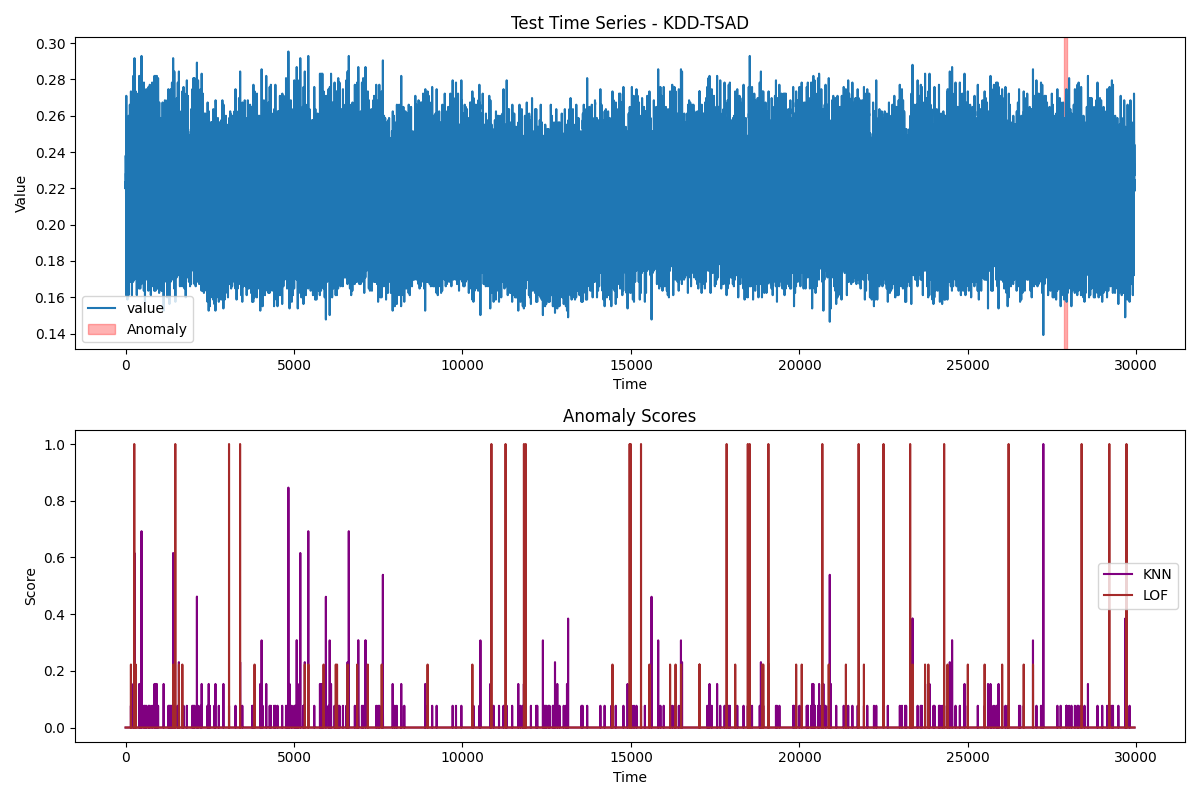 Test Time Series - KDD-TSAD
0.30
0.28
0.26
0.24
0.22
0.20
0.18
0.16
0.14
Value
value
Anomaly
0
5000
10000
15000
20000
25000
30000
Time
Anomaly Scores
1.0
0.8
0.6
0.4
0.2
0.0
Score
KNN
LOF
0
5000
10000
15000
20000
25000
30000
Time